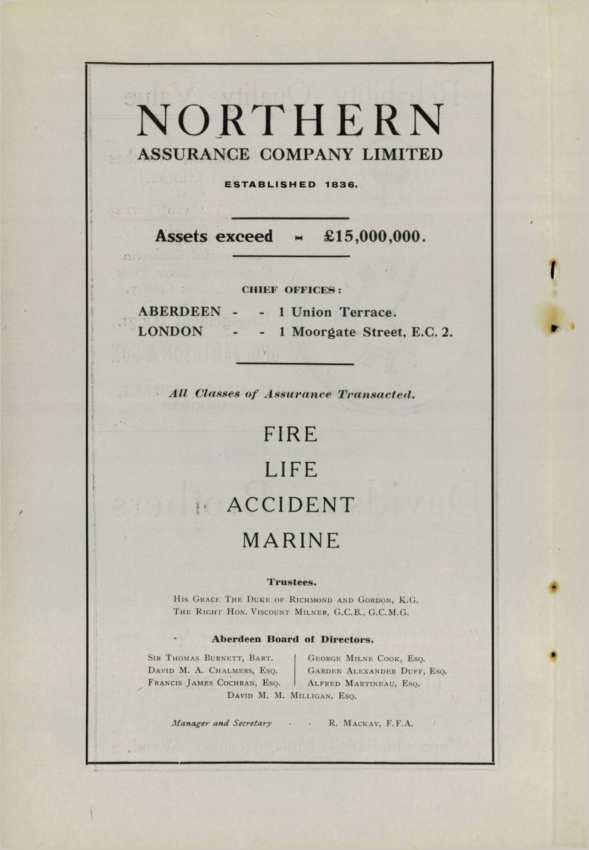 NORTHERN
ASSURANCE COMPANY LIMITED
ESTABLISHED 1836.
Assets exceed - £15,000,000.
CHIEF OFFICES:
ABERDEEN - - 1 Union Terrace.
LONDON - - 1 Moorgate Street, E.C. 2.
All Classes of Assurance Transacted.
FIRE
LIFE
ACCIDENT
MARINE
Trustees.
His Grace The Duke of Richmond and Gordon, K.G.
The Right Hon. Viscount Milner, G.C.B., G.C.M.G.
Aberdeen Board of Directors.
Sir Thomas Burnett, Bart. | George Milne Cook, Esq.
David M. A. Chalmers, Esq. | Garden Alexander Duff, Esq.
Francis James Cochran, Esq. | Alfred Martineau, Esq.
David M. M. Milligan, Esq.
Manager and Secretary - - R. Mackay, F.F.A.